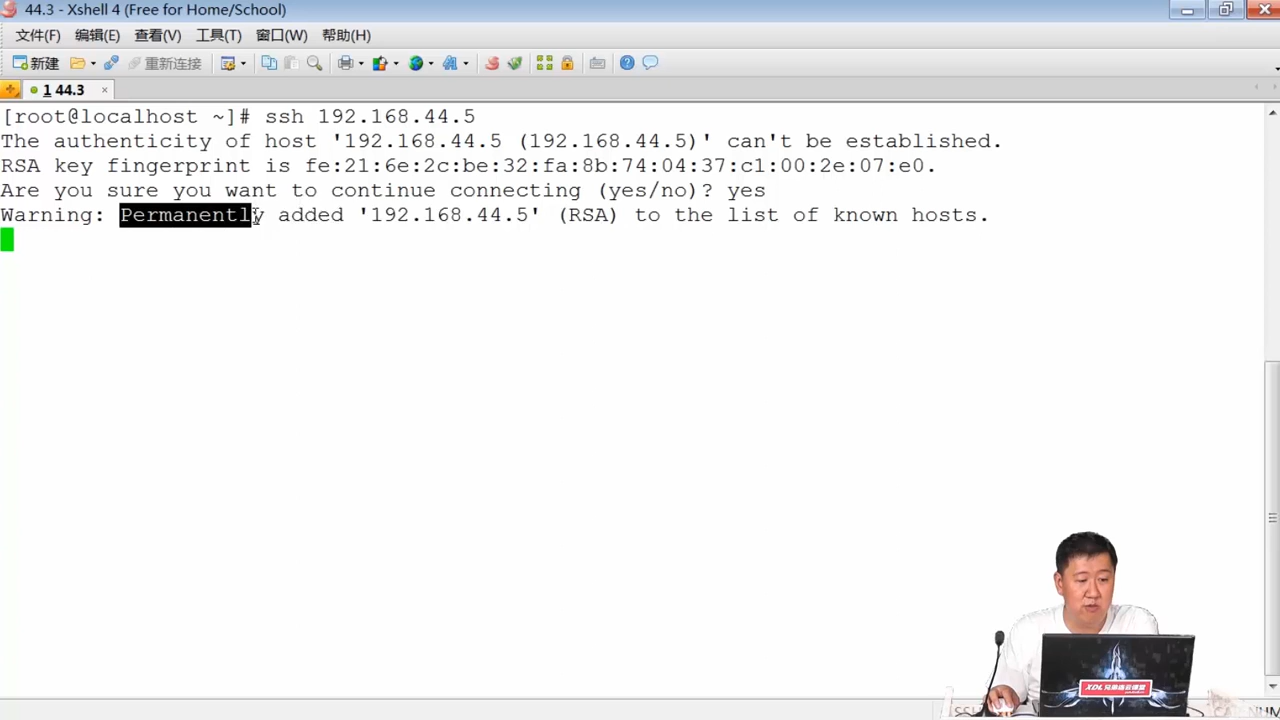 44.3 - Xshell 4 (Free for Home/School)
文件(F) 编辑(E) 查看(V) 工具(T) 窗口(W) 帮助(H)
新建 重新连接
1 44.3
[root@localhost ~]# ssh 192.168.44.5
The authenticity of host '192.168.44.5 (192.168.44.5)' can't be established.
RSA key fingerprint is fe:21:6e:2c:be:32:fa:8b:74:04:37:c1:00:2e:07:e0.
Are you sure you want to continue connecting (yes/no)? yes
Warning: Permanently added '192.168.44.5' (RSA) to the list of known hosts.